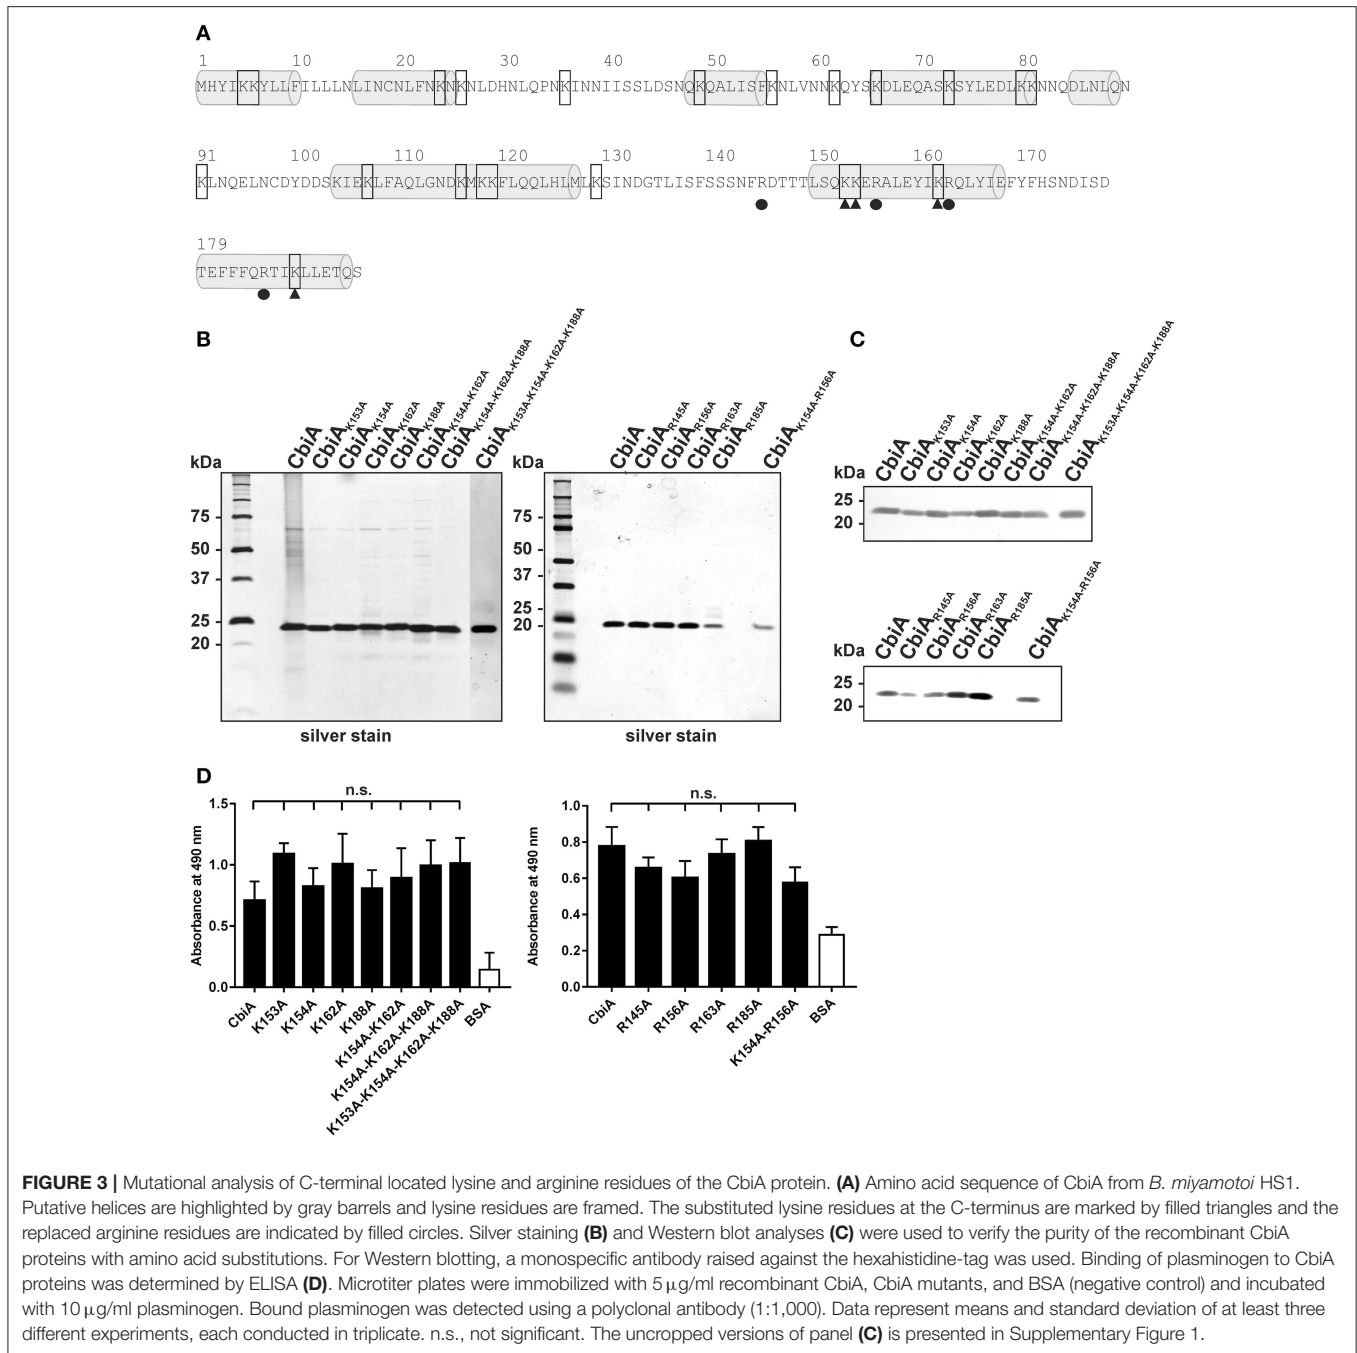 A
1 10 20 30 40 50 60 70 80
MHYIKKYLLFILLLNLINCNLFNKNKNLDHNLQPNKINNIISSLDSNQKQALISFKNLVNNKQYSKDLEQASKSYLEDLKKNNQDLNLQN
91 100 110 120 130 140 150 160 170
KLNQELNCDYDDSKIEKLFAQLGNDKMKKFLQQLHLMLKSINDGTLISFSSSNFRDTTTLSQKKERALEYIKRQLYIEFYFHSNDISD
179
TEFFFQRTIKLLETQS
B
kDa
CbiA
CbiAK153A
CbiAK154A
CbiAK162A
CbiAK188A
CbiAK154A-K162A
CbiAK154A-K162A-K188A
CbiAK153A-K154A-K162A-K188A
75
50
37
25
20
silver stain
kDa
CbiA
CbiAR145A
CbiAR156A
CbiAR163A
CbiAR185A
CbiAK154A-R156A
75
50
37
25
20
silver stain
C
kDa
CbiA
CbiAK153A
CbiAK154A
CbiAK162A
CbiAK188A
CbiAK154A-K162A
CbiAK154A-K162A-K188A
CbiAK153A-K154A-K162A-K188A
25
20
kDa
CbiA
CbiAR145A
CbiAR156A
CbiAR163A
CbiAR185A
CbiAK154A-R156A
25
20
D
n.s.
Absorbance at 490 nm
1.5
1.0
0.5
0.0
CbiA
K153A
K154A
K162A
K188A
K154A-K162A
K154A-K162A-K188A
K153A-K154A-K162A-K188A
BSA
n.s.
Absorbance at 490 nm
1.0
0.8
0.6
0.4
0.2
0.0
CbiA
R145A
R156A
R163A
R185A
K154A-R156A
BSA
FIGURE 3 | Mutational analysis of C-terminal located lysine and arginine residues of the CbiA protein. (A) Amino acid sequence of CbiA from B. miyamotoi HS1.
Putative helices are highlighted by gray barrels and lysine residues are framed. The substituted lysine residues at the C-terminus are marked by filled triangles and the
replaced arginine residues are indicated by filled circles. Silver staining (B) and Western blot analyses (C) were used to verify the purity of the recombinant CbiA
proteins with amino acid substitutions. For Western blotting, a monospecific antibody raised against the hexahistidine-tag was used. Binding of plasminogen to CbiA
proteins was determined by ELISA (D). Microtiter plates were immobilized with 5 μg/ml recombinant CbiA, CbiA mutants, and BSA (negative control) and incubated
with 10 μg/ml plasminogen. Bound plasminogen was detected using a polyclonal antibody (1:1,000). Data represent means and standard deviation of at least three
different experiments, each conducted in triplicate. n.s., not significant. The uncropped versions of panel (C) is presented in Supplementary Figure 1.